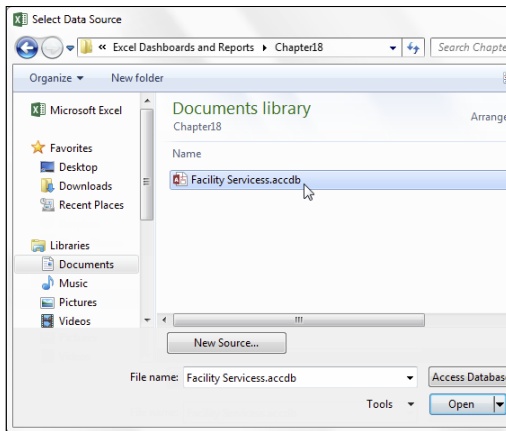 Select Data Source
« Excel Dashboards and Reports ▸ Chapter18
Search Chapte
Organize
New folder
Microsoft Excel
Documents library
Chapter18
Arrange
Name
Favorites
Desktop
Downloads
Recent Places
Facility Servicess.accdb
Libraries
Documents
Music
Pictures
Videos
New Source...
File name: Facility Servicess.accdb
Access Database
Tools
Open